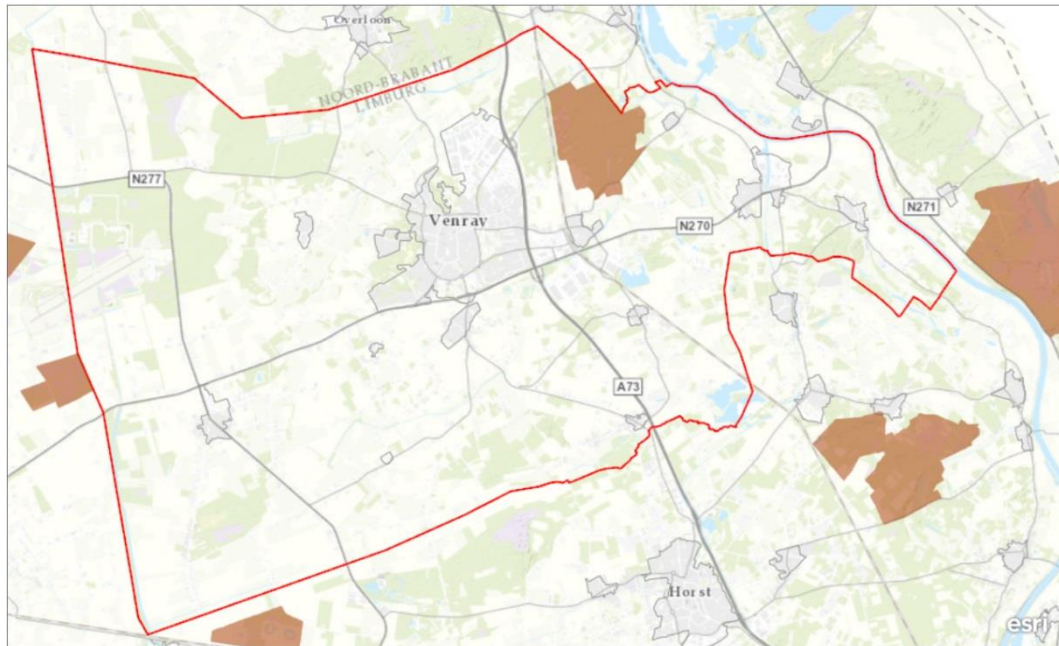 Overloon
NOORD-BRABANT
LIMBURG
N277
Venray
N270
N271
A73
Horst
esri